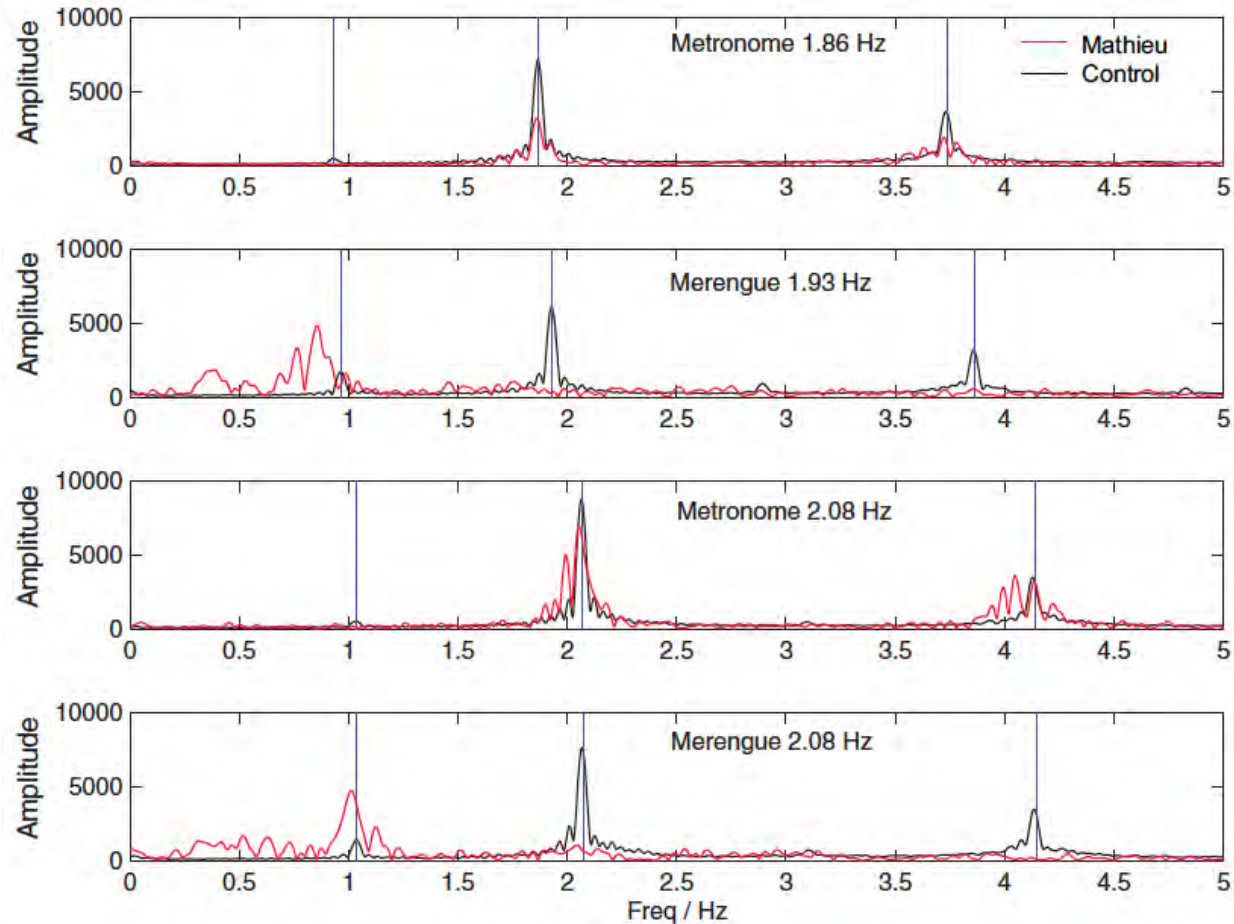 10000
5000
0
Amplitude
Metronome 1.86 Hz
Mathieu
Control
0 0.5 1 1.5 2 2.5 3 3.5 4 4.5 5
10000
5000
0
Amplitude
Merengue 1.93 Hz
0 0.5 1 1.5 2 2.5 3 3.5 4 4.5 5
10000
5000
0
Amplitude
Metronome 2.08 Hz
0 0.5 1 1.5 2 2.5 3 3.5 4 4.5 5
10000
5000
0
Amplitude
Merengue 2.08 Hz
0 0.5 1 1.5 2 2.5 3 3.5 4 4.5 5
Freq / Hz